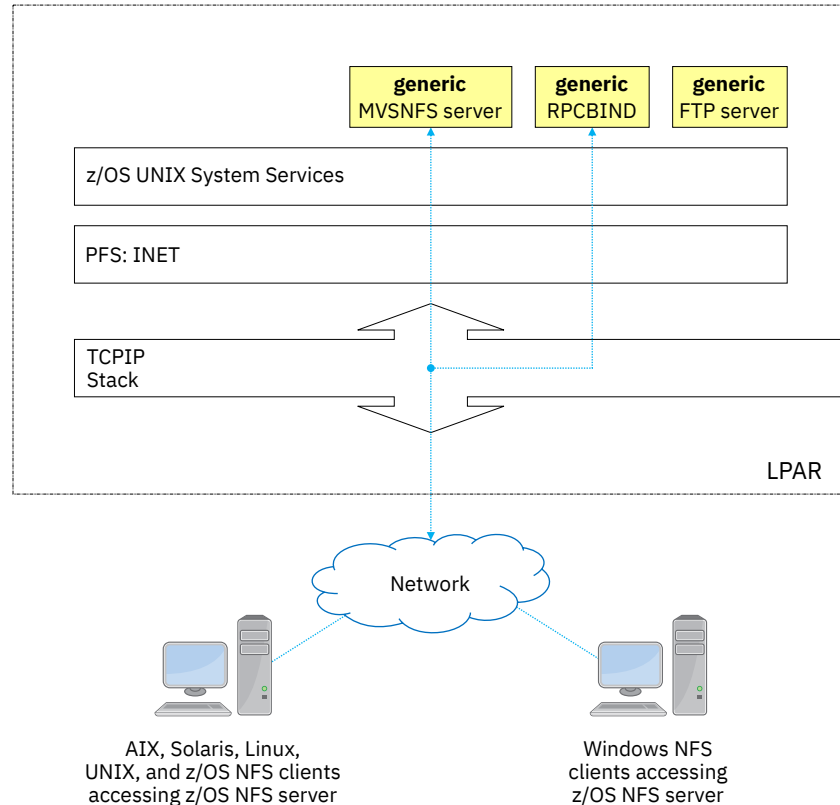 generic
MVSNFS server
generic
RPCBIND
generic
FTP server
z/OS UNIX System Services
PFS: INET
TCPIP
Stack
LPAR
Network
AIX, Solaris, Linux,
UNIX, and z/OS NFS clients
accessing z/OS NFS server
Windows NFS
clients accessing
z/OS NFS server